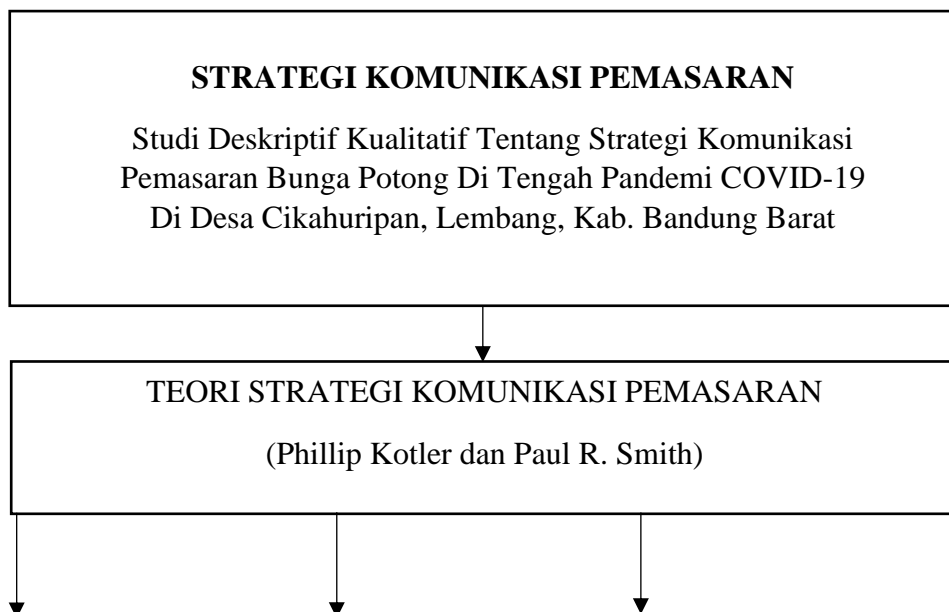 STRATEGI KOMUNIKASI PEMASARAN
Studi Deskriptif Kualitatif Tentang Strategi Komunikasi
Pemasaran Bunga Potong Di Tengah Pandemi COVID-19
Di Desa Cikahuripan, Lembang, Kab. Bandung Barat
TEORI STRATEGI KOMUNIKASI PEMASARAN
(Phillip Kotler dan Paul R. Smith)